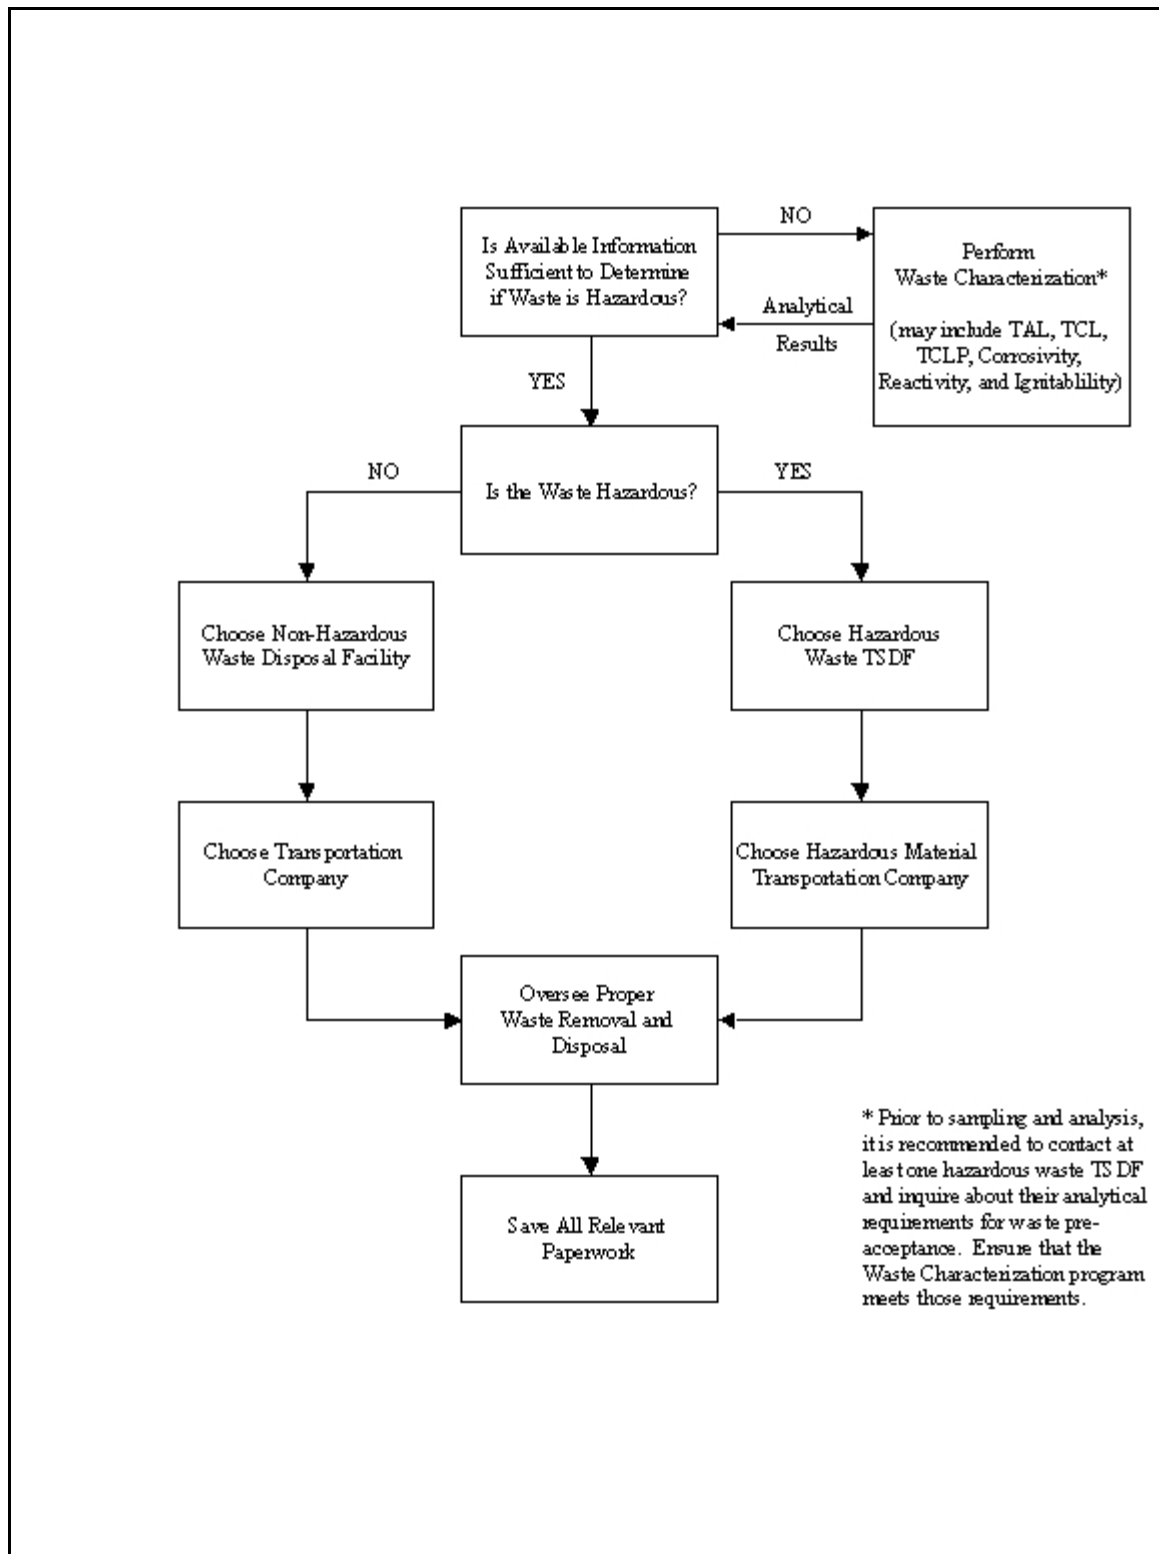 NO
Is Available Information
Sufficient to Determine
if Waste is Hazardous?
Perform
Waste Characterization*
(may include TAL, TCL,
TCLP, Corrosivity,
Reactivity, and Ignitablility)
Analytical
Results
YES
NO
YES
Is the Waste Hazardous?
Choose Non-Hazardous
Waste Disposal Facility
Choose Hazardous
Waste TSDF
Choose Transportation
Company
Choose Hazardous Material
Transportation Company
Oversee Proper
Waste Removal and
Disposal
Save All Relevant
Paperwork
* Prior to sampling and analysis,
it is recommended to contact at
least one hazardous waste TSDF
and inquire about their analytical
requirements for waste pre-
acceptance. Ensure that the
Waste Characterization program
meets those requirements.